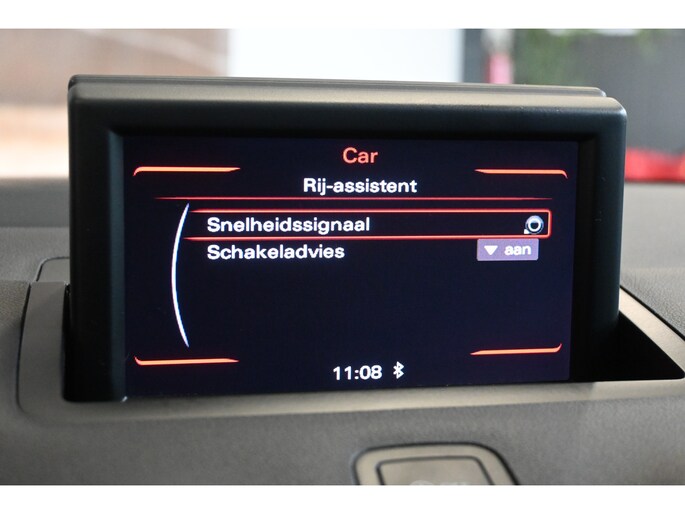 Car
Rij-assistent
Snelheidssignaal
Schakeladvies aan
11:08